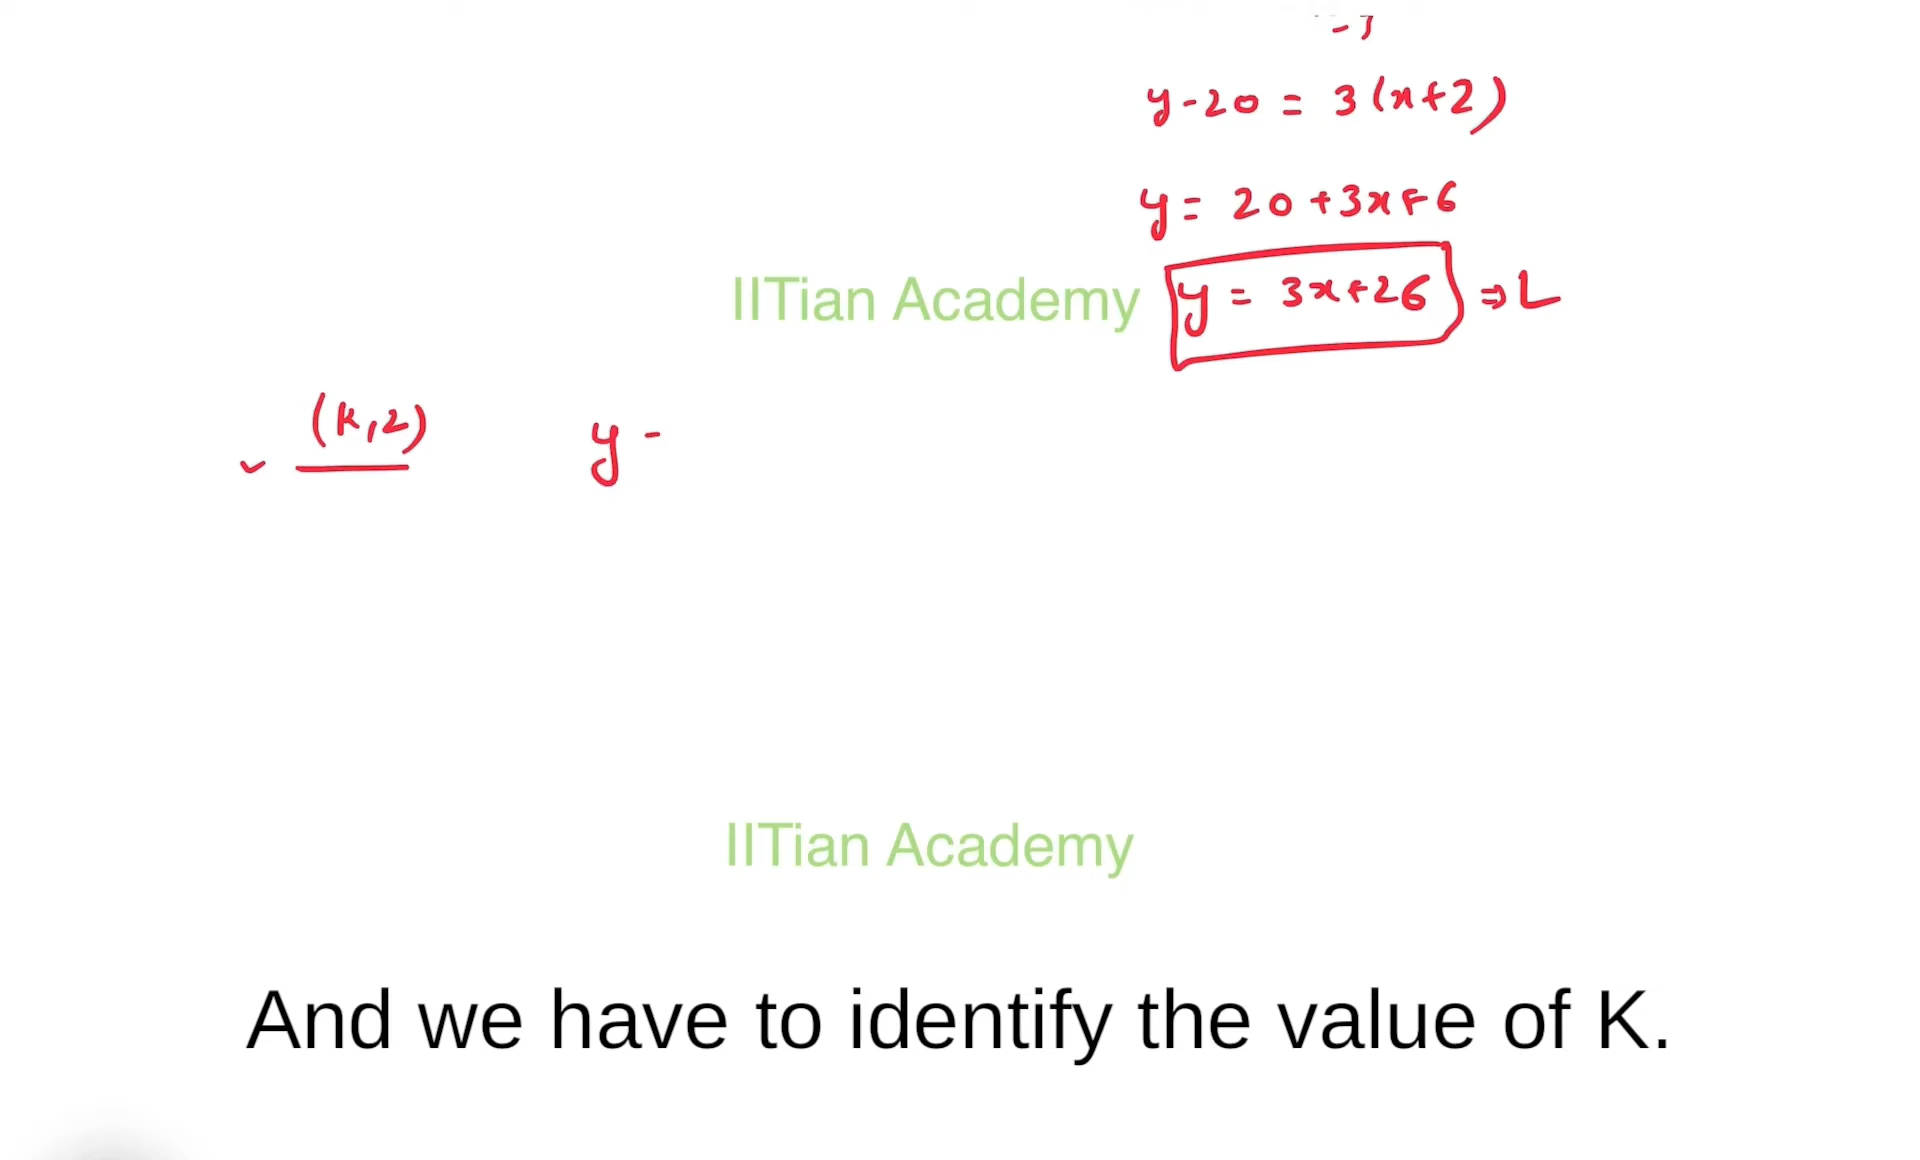 y-20 = 3(x+2)
y = 20+3x+6
IITian Academy
y = 3x+26 ⇒ L
(k,2)
y -
IITian Academy
And we have to identify the value of K.